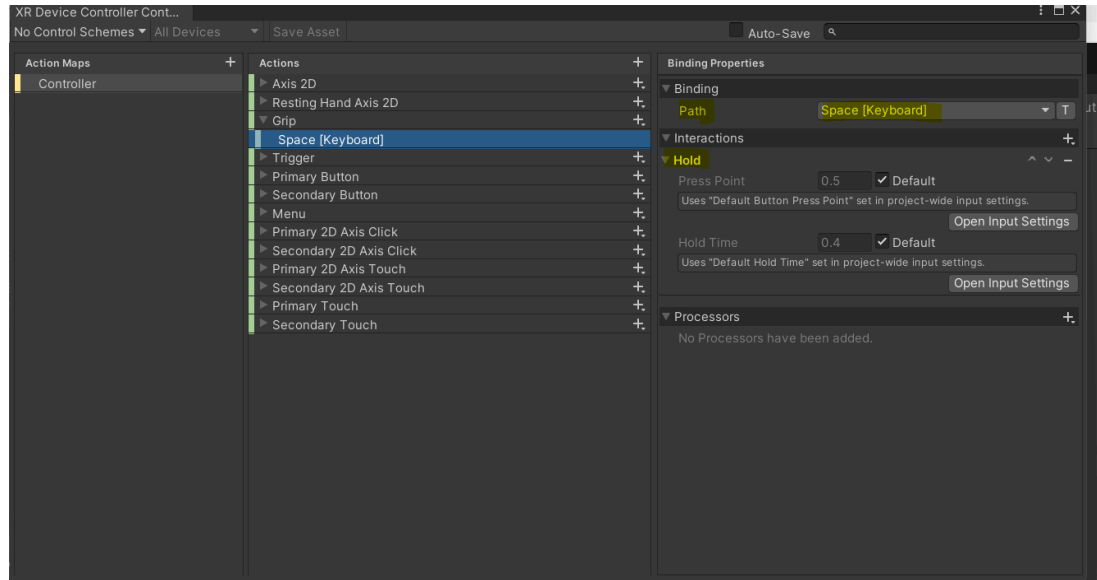 XR Device Controller Cont...
No Control Schemes All Devices Save Asset Auto-Save
Action Maps
Controller
Actions
Axis 2D
Resting Hand Axis 2D
Grip
Space [Keyboard]
Trigger
Primary Button
Secondary Button
Menu
Primary 2D Axis Click
Secondary 2D Axis Click
Primary 2D Axis Touch
Secondary 2D Axis Touch
Primary Touch
Secondary Touch
Binding Properties
Binding
Path Space [Keyboard] T
Interactions
Hold
Press Point 0.5 Default
Uses "Default Button Press Point" set in project-wide input settings.
Open Input Settings
Hold Time 0.4 Default
Uses "Default Hold Time" set in project-wide input settings.
Open Input Settings
Processors
No Processors have been added.